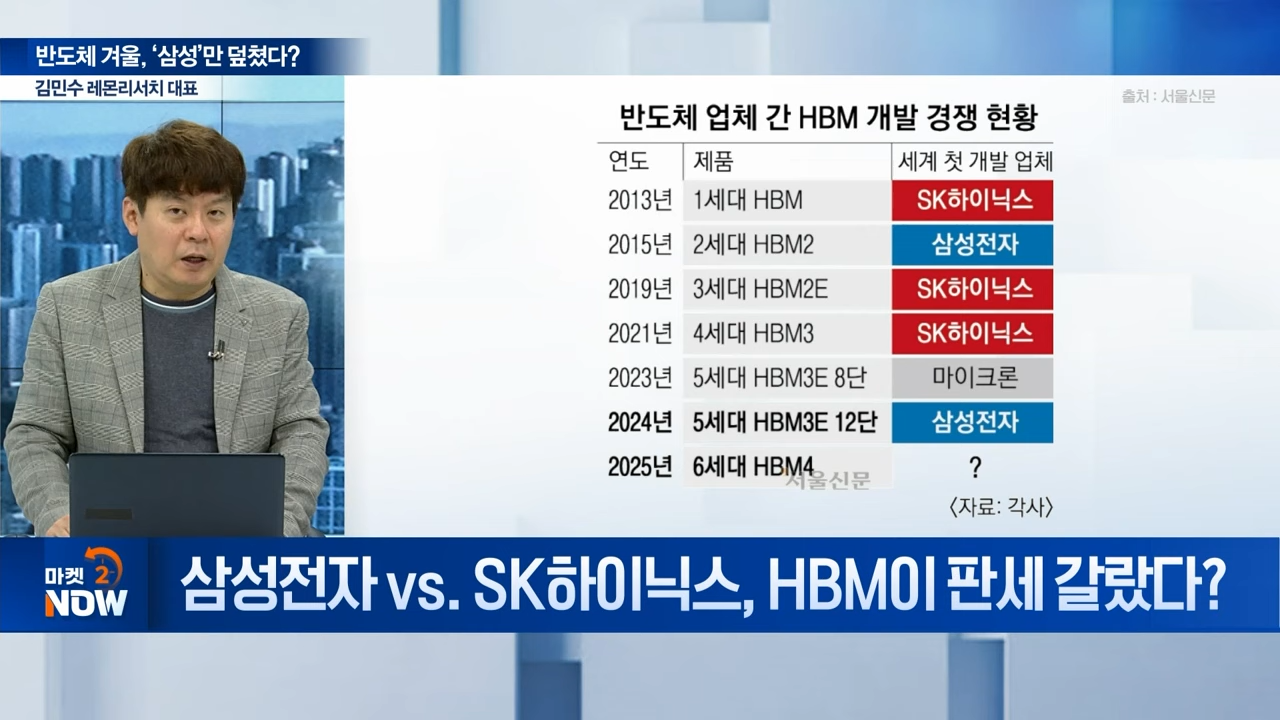 반도체 겨울, ‘삼성’만 덮쳤다?
김민수 레몬리서치 대표
출처 : 서울신문
반도체 업체 간 HBM 개발 경쟁 현황
연도 제품 세계 첫 개발 업체
2013년 1세대 HBM SK하이닉스
2015년 2세대 HBM2 삼성전자
2019년 3세대 HBM2E SK하이닉스
2021년 4세대 HBM3 SK하이닉스
2023년 5세대 HBM3E 8단 마이크론
2024년 5세대 HBM3E 12단 삼성전자
2025년 6세대 HBM4 ?
서울신문
〈자료: 각사〉
마켓 2
NOW
삼성전자 vs. SK하이닉스, HBM이 판세 갈랐다?